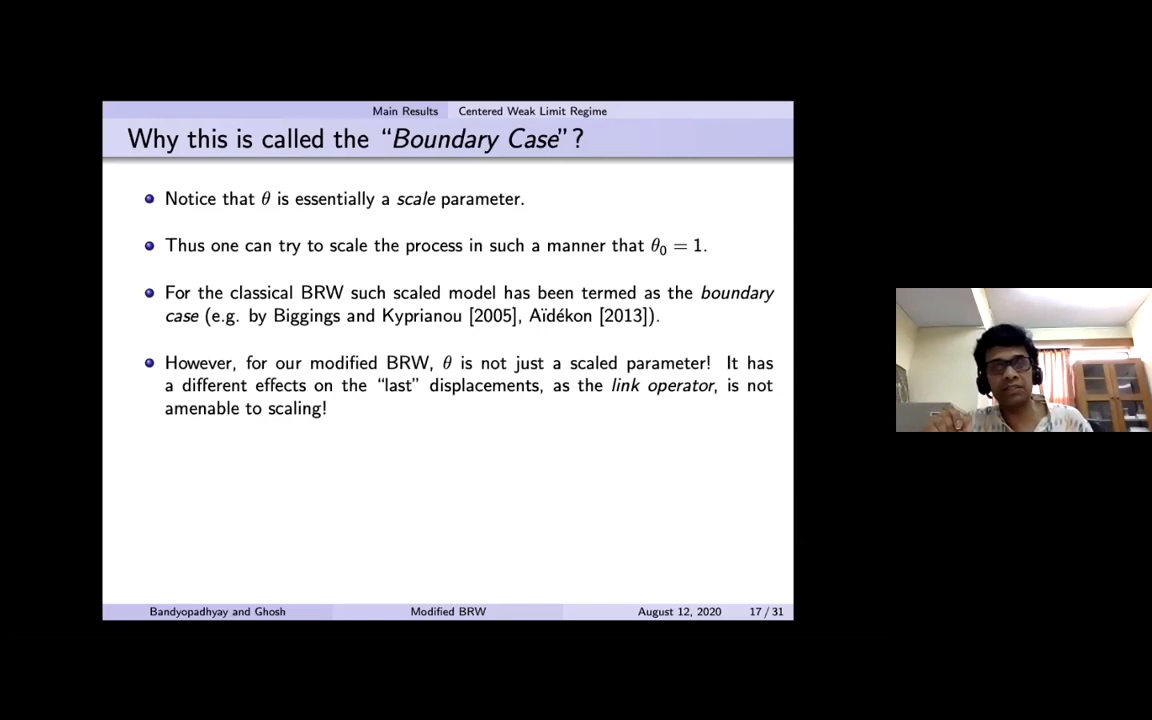 Main Results Centered Weak Limit Regime
Why this is called the “Boundary Case”?
Notice that θ is essentially a scale parameter.
Thus one can try to scale the process in such a manner that θ₀ = 1.
For the classical BRW such scaled model has been termed as the boundary
case (e.g. by Biggings and Kyprianou [2005], Aïdékon [2013]).
However, for our modified BRW, θ is not just a scaled parameter! It has
a different effects on the “last” displacements, as the link operator, is not
amenable to scaling!
Bandyopadhyay and Ghosh Modified BRW August 12, 2020 17 / 31